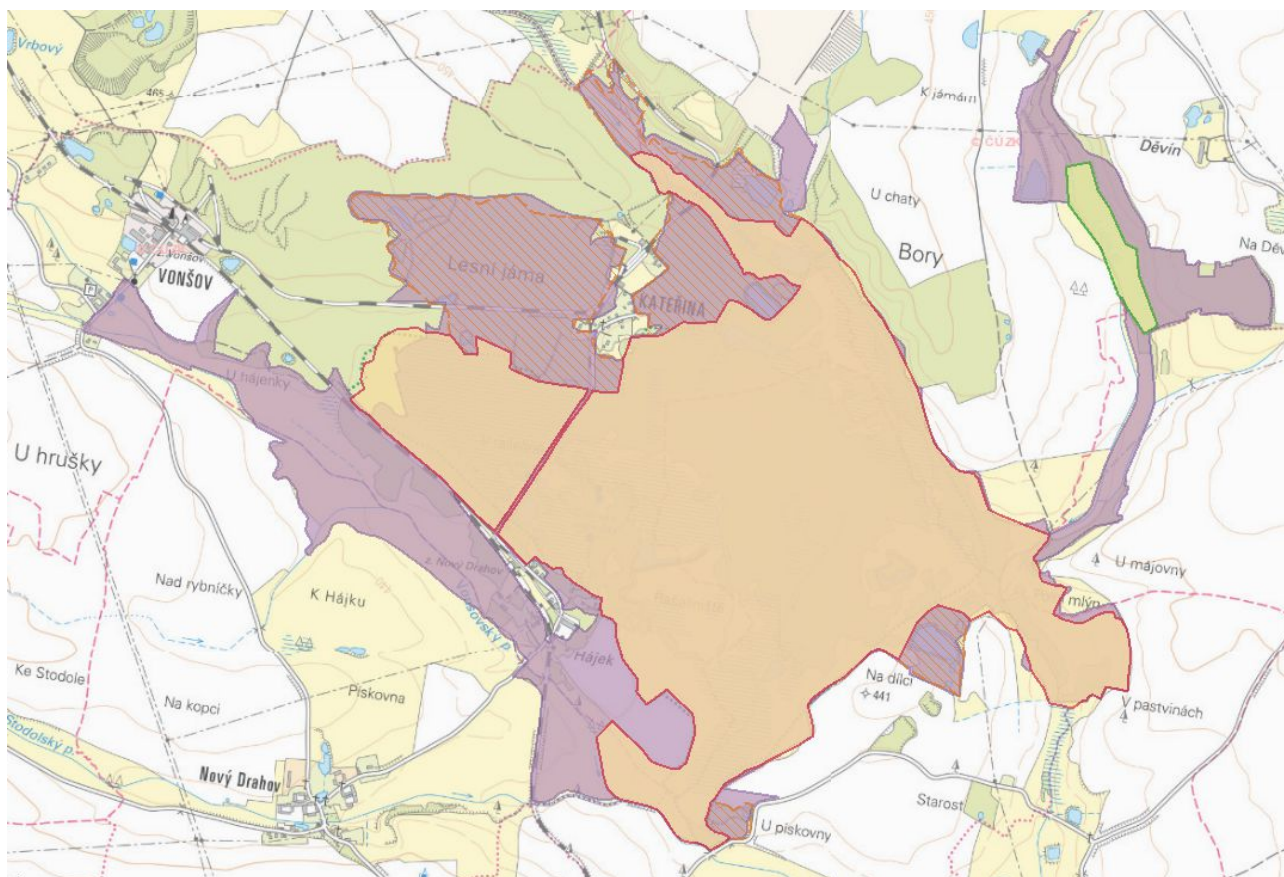 Vrbový
465
450
K jámám
© ČÚZK
Děvín
U chaty
Bory
Na Děv
Lesní jáma
KATEŘINA
z. Vonšov
VONŠOV
P
U hájenky
U hrušky
z. Nový Drahov
U májovny
mlýn
Nad rybníčky
K Hájku
Vonšovský p.
Hájek
Na dílci
441
Ke Stodole
Pískovna
Na kopci
V pastvinách
Stodolský p.
Nový Drahov
Starost
U pískovny